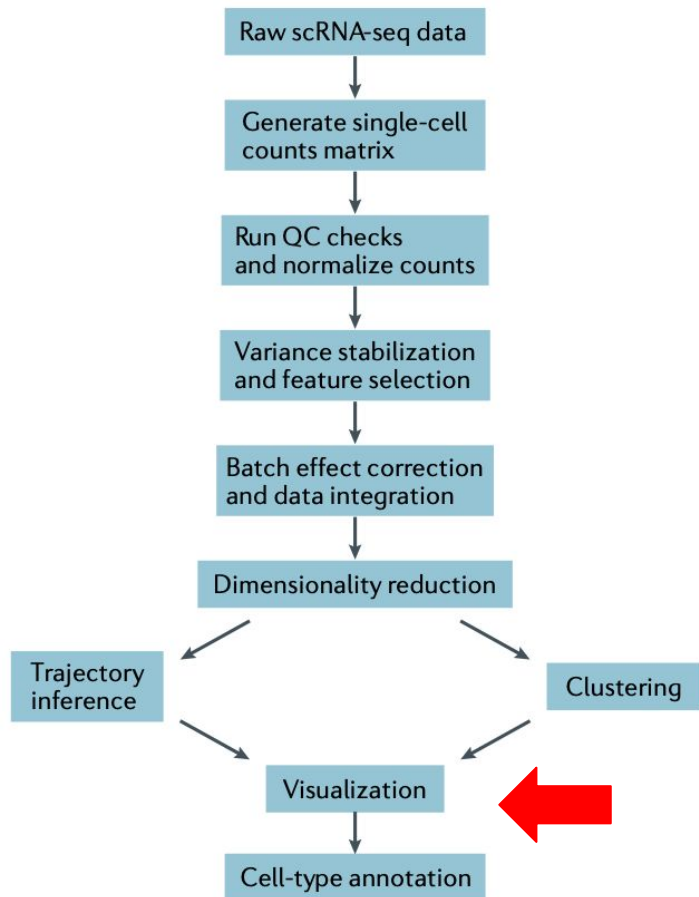 Raw scRNA-seq data
Generate single-cell
counts matrix
Run QC checks
and normalize counts
Variance stabilization
and feature selection
Batch effect correction
and data integration
Dimensionality reduction
Trajectory
inference
Clustering
Visualization
Cell-type annotation